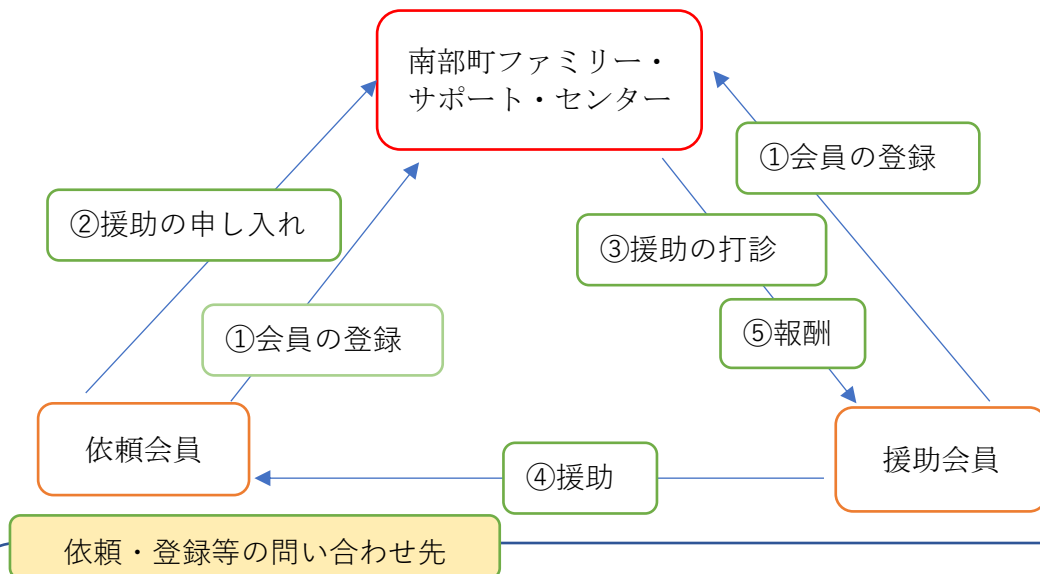 南部町ファミリー・
サポート・センター
①会員の登録
②援助の申し入れ
③援助の打診
①会員の登録
⑤報酬
依頼会員
援助会員
④援助
依頼・登録等の問い合わせ先